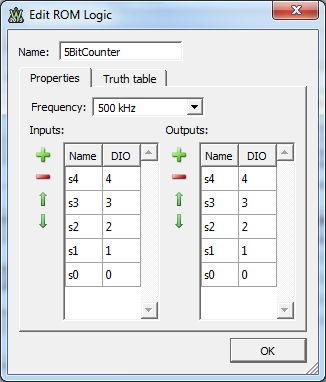 Edit ROM Logic
Name: 5BitCounter
Properties Truth table
Frequency: 500 kHz
Inputs: Outputs:
Name DIO Name DIO
s4 4 s4 4
s3 3 s3 3
s2 2 s2 2
s1 1 s1 1
s0 0 s0 0
OK